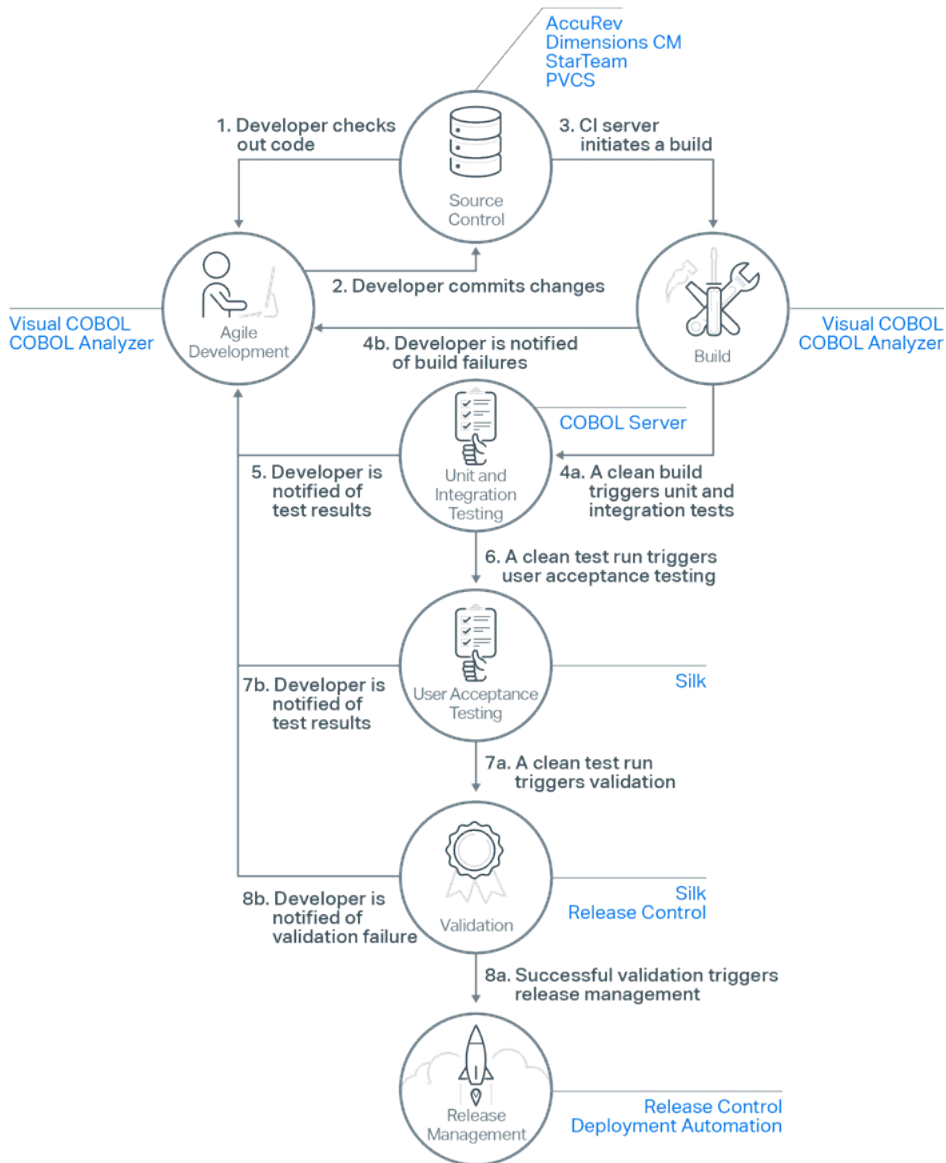 AccuRev
Dimensions CM
StarTeam
PVCS
1. Developer checks
out code
3. CI server
initiates a build
Source
Control
2. Developer commits changes
Agile
Development
Visual COBOL
COBOL Analyzer
Build
Visual COBOL
COBOL Analyzer
4b. Developer is notified
of build failures
COBOL Server
Unit and
Integration
Testing
5. Developer is
notified of
test results
4a. A clean build
triggers unit and
integration tests
6. A clean test run triggers
user acceptance testing
User Acceptance
Testing
Silk
7b. Developer is
notified of
test results
7a. A clean test run
triggers validation
Validation
Silk
Release Control
8b. Developer is
notified of
validation failure
8a. Successful validation triggers
release management
Release
Management
Release Control
Deployment Automation